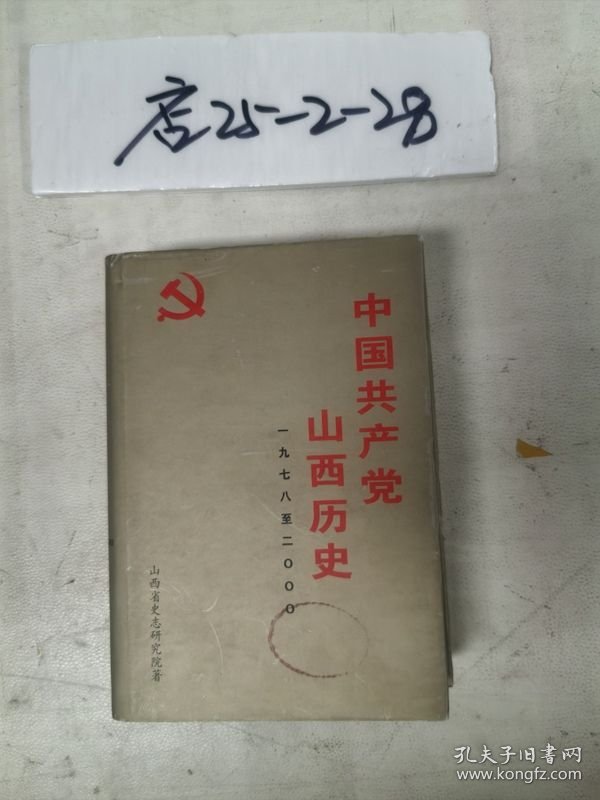 店25-2-28
中国共产党
山西历史
一九七八至二〇〇〇
山西省史志研究院著
孔夫子旧书网
www.kongfz.com